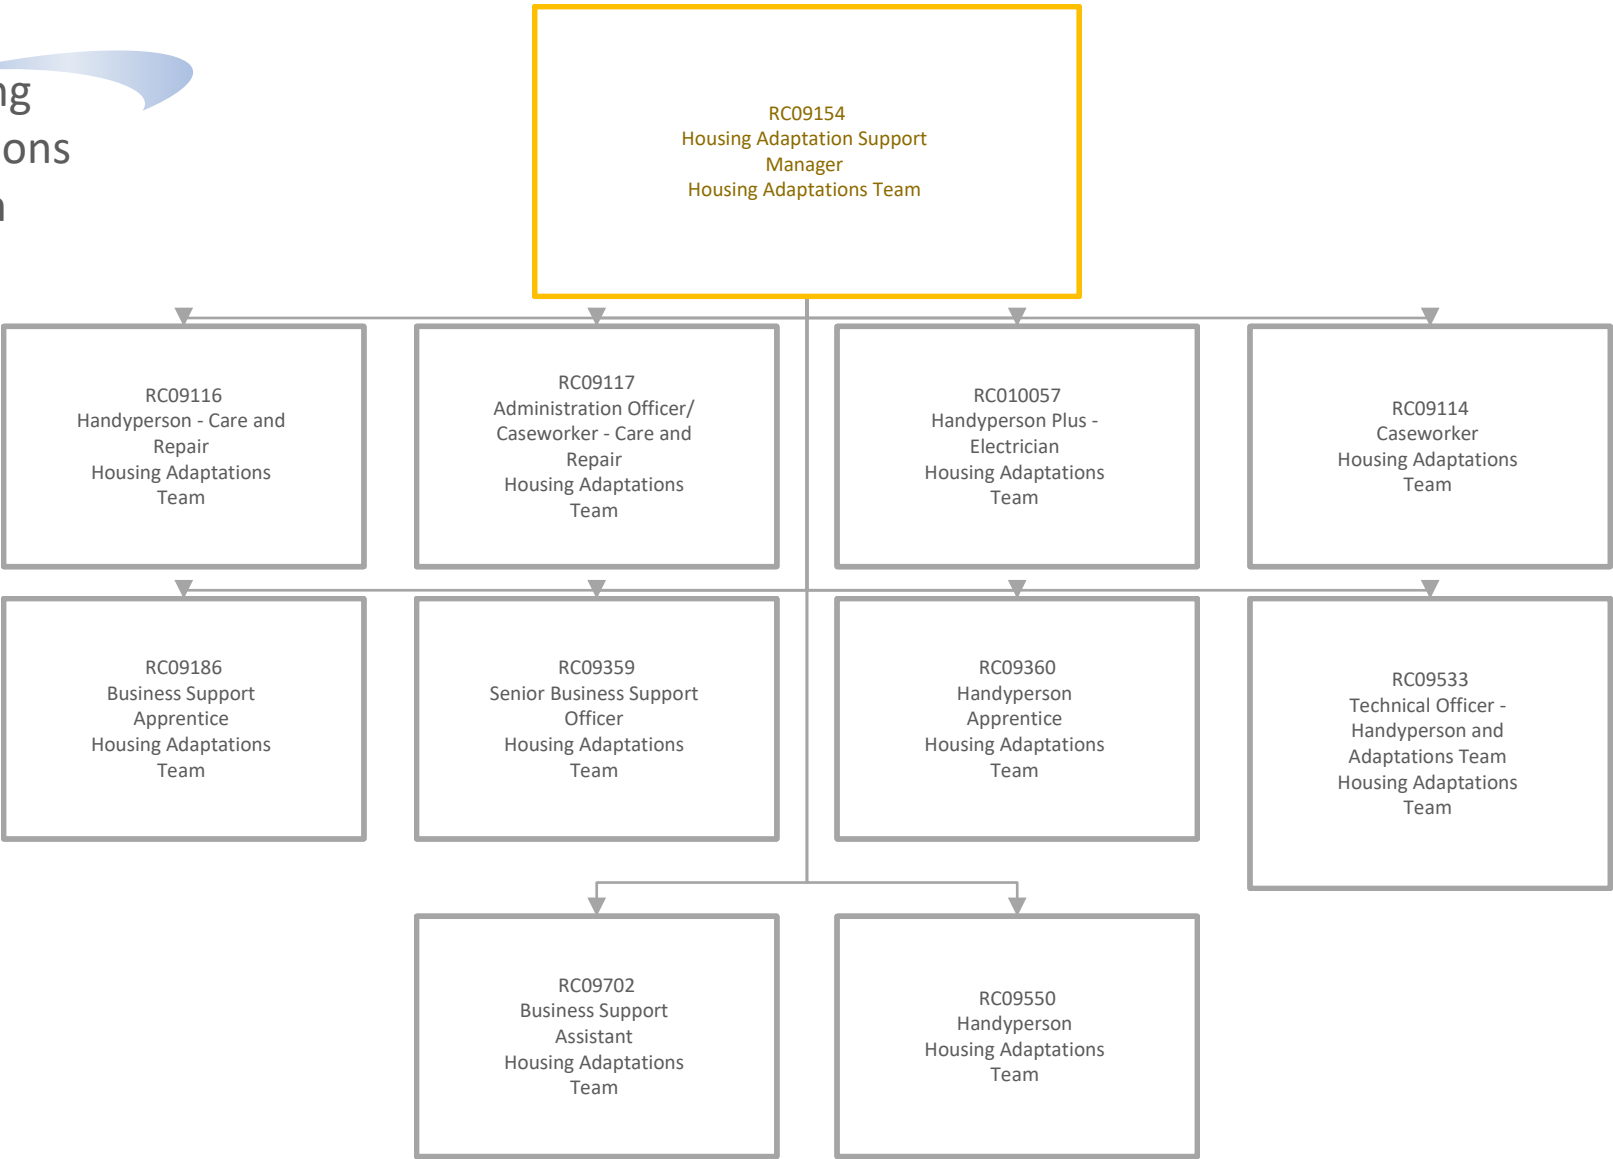 ng
ons
RC09154
Housing Adaptation Support
Manager
Housing Adaptations Team
RC09116
Handyperson - Care and
Repair
Housing Adaptations
Team
RC09117
Administration Officer/
Caseworker - Care and
Repair
Housing Adaptations
Team
RC010057
Handyperson Plus -
Electrician
Housing Adaptations
Team
RC09114
Caseworker
Housing Adaptations
Team
RC09186
Business Support
Apprentice
Housing Adaptations
Team
RC09359
Senior Business Support
Officer
Housing Adaptations
Team
RC09360
Handyperson
Apprentice
Housing Adaptations
Team
RC09533
Technical Officer -
Handyperson and
Adaptations Team
Housing Adaptations
Team
RC09702
Business Support
Assistant
Housing Adaptations
Team
RC09550
Handyperson
Housing Adaptations
Team